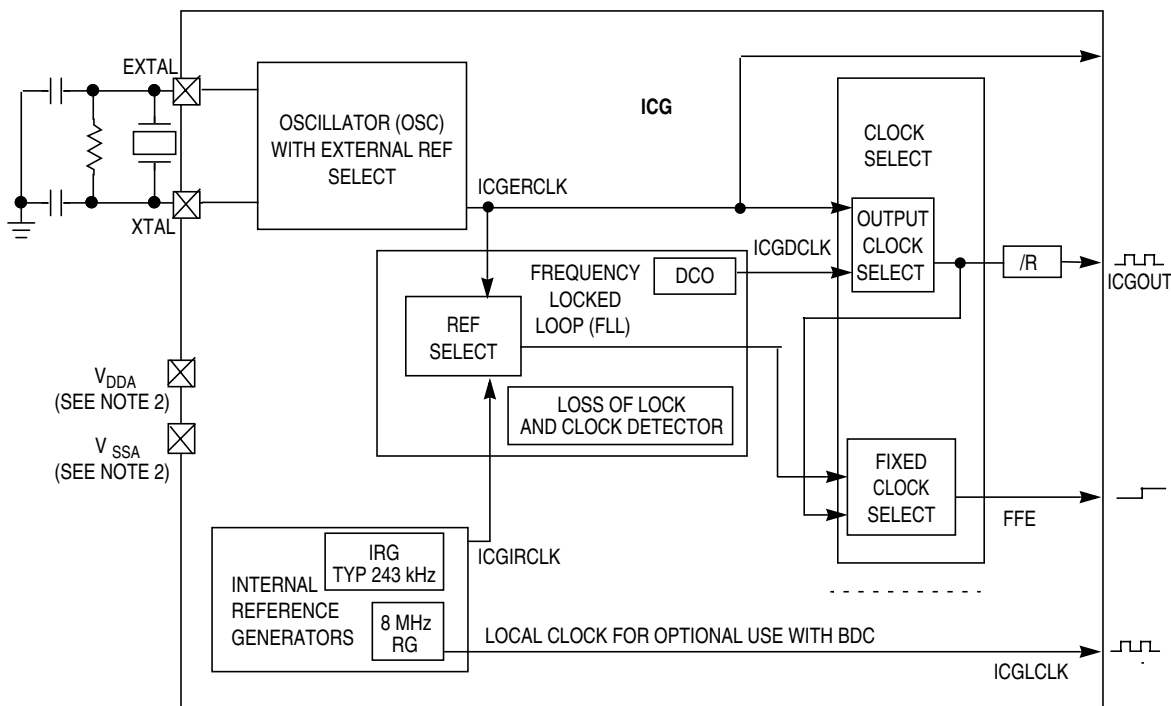 EXTAL
XTAL
OSCILLATOR (OSC)
WITH EXTERNAL REF
SELECT
ICG
CLOCK
SELECT
ICGERCLK
OUTPUT
CLOCK
SELECT
ICGDCLK
/R
ICGOUT
FREQUENCY
LOCKED
LOOP (FLL)
DCO
REF
SELECT
LOSS OF LOCK
AND CLOCK DETECTOR
VDDA
(SEE NOTE 2)
V SSA
(SEE NOTE 2)
FIXED
CLOCK
SELECT
FFE
ICGIRCLK
IRG
TYP 243 kHz
INTERNAL
REFERENCE
GENERATORS
8 MHz
RG
LOCAL CLOCK FOR OPTIONAL USE WITH BDC
ICGLCLK